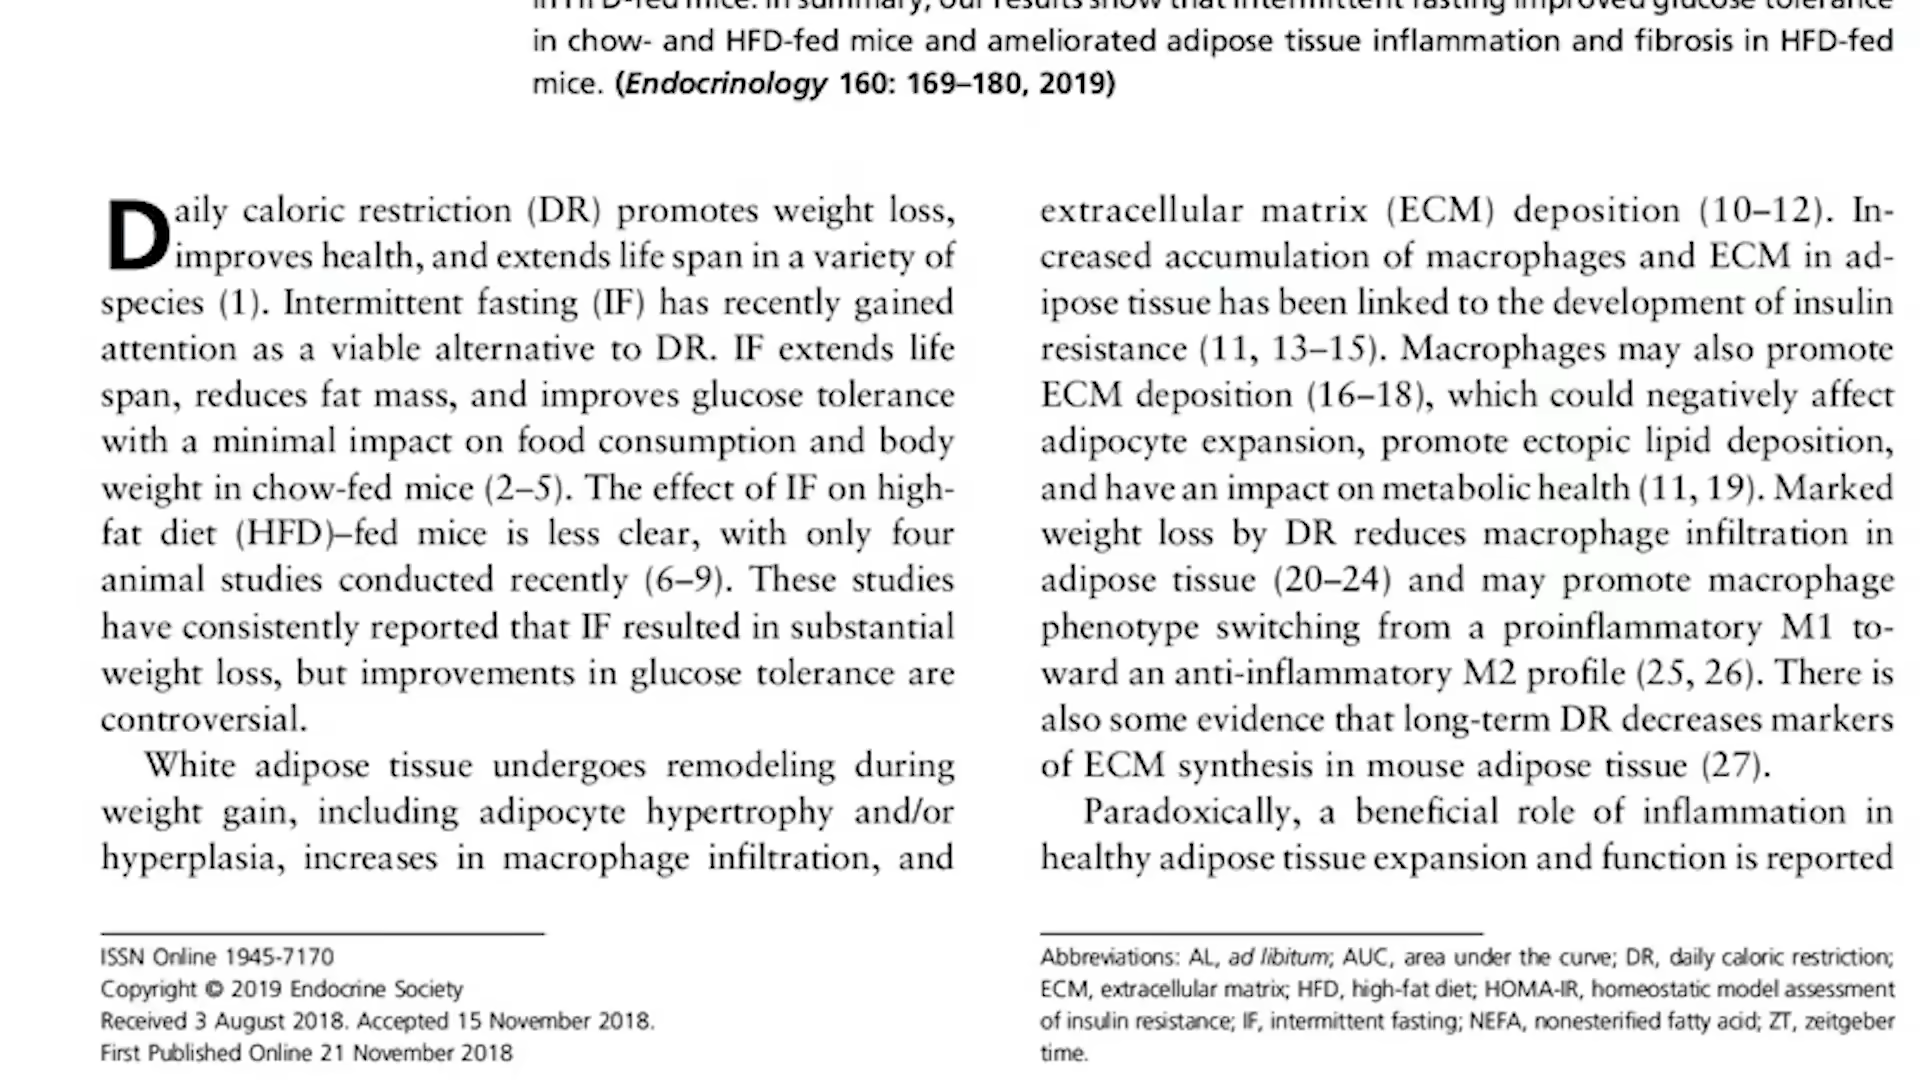 in HFD-fed mice. In summary, our results show that intermittent fasting improved glucose tolerance
in chow- and HFD-fed mice and ameliorated adipose tissue inflammation and fibrosis in HFD-fed
mice. (Endocrinology 160: 169–180, 2019)
Daily caloric restriction (DR) promotes weight loss,
improves health, and extends life span in a variety of
species (1). Intermittent fasting (IF) has recently gained
attention as a viable alternative to DR. IF extends life
span, reduces fat mass, and improves glucose tolerance
with a minimal impact on food consumption and body
weight in chow-fed mice (2–5). The effect of IF on high-
fat diet (HFD)–fed mice is less clear, with only four
animal studies conducted recently (6–9). These studies
have consistently reported that IF resulted in substantial
weight loss, but improvements in glucose tolerance are
controversial.
White adipose tissue undergoes remodeling during
weight gain, including adipocyte hypertrophy and/or
hyperplasia, increases in macrophage infiltration, and
extracellular matrix (ECM) deposition (10–12). In-
creased accumulation of macrophages and ECM in ad-
ipose tissue has been linked to the development of insulin
resistance (11, 13–15). Macrophages may also promote
ECM deposition (16–18), which could negatively affect
adipocyte expansion, promote ectopic lipid deposition,
and have an impact on metabolic health (11, 19). Marked
weight loss by DR reduces macrophage infiltration in
adipose tissue (20–24) and may promote macrophage
phenotype switching from a proinflammatory M1 to-
ward an anti-inflammatory M2 profile (25, 26). There is
also some evidence that long-term DR decreases markers
of ECM synthesis in mouse adipose tissue (27).
Paradoxically, a beneficial role of inflammation in
healthy adipose tissue expansion and function is reported
ISSN Online 1945-7170
Copyright © 2019 Endocrine Society
Received 3 August 2018. Accepted 15 November 2018.
First Published Online 21 November 2018
Abbreviations: AL, ad libitum; AUC, area under the curve; DR, daily caloric restriction;
ECM, extracellular matrix; HFD, high-fat diet; HOMA-IR, homeostatic model assessment
of insulin resistance; IF, intermittent fasting; NEFA, nonesterified fatty acid; ZT, zeitgeber
time.